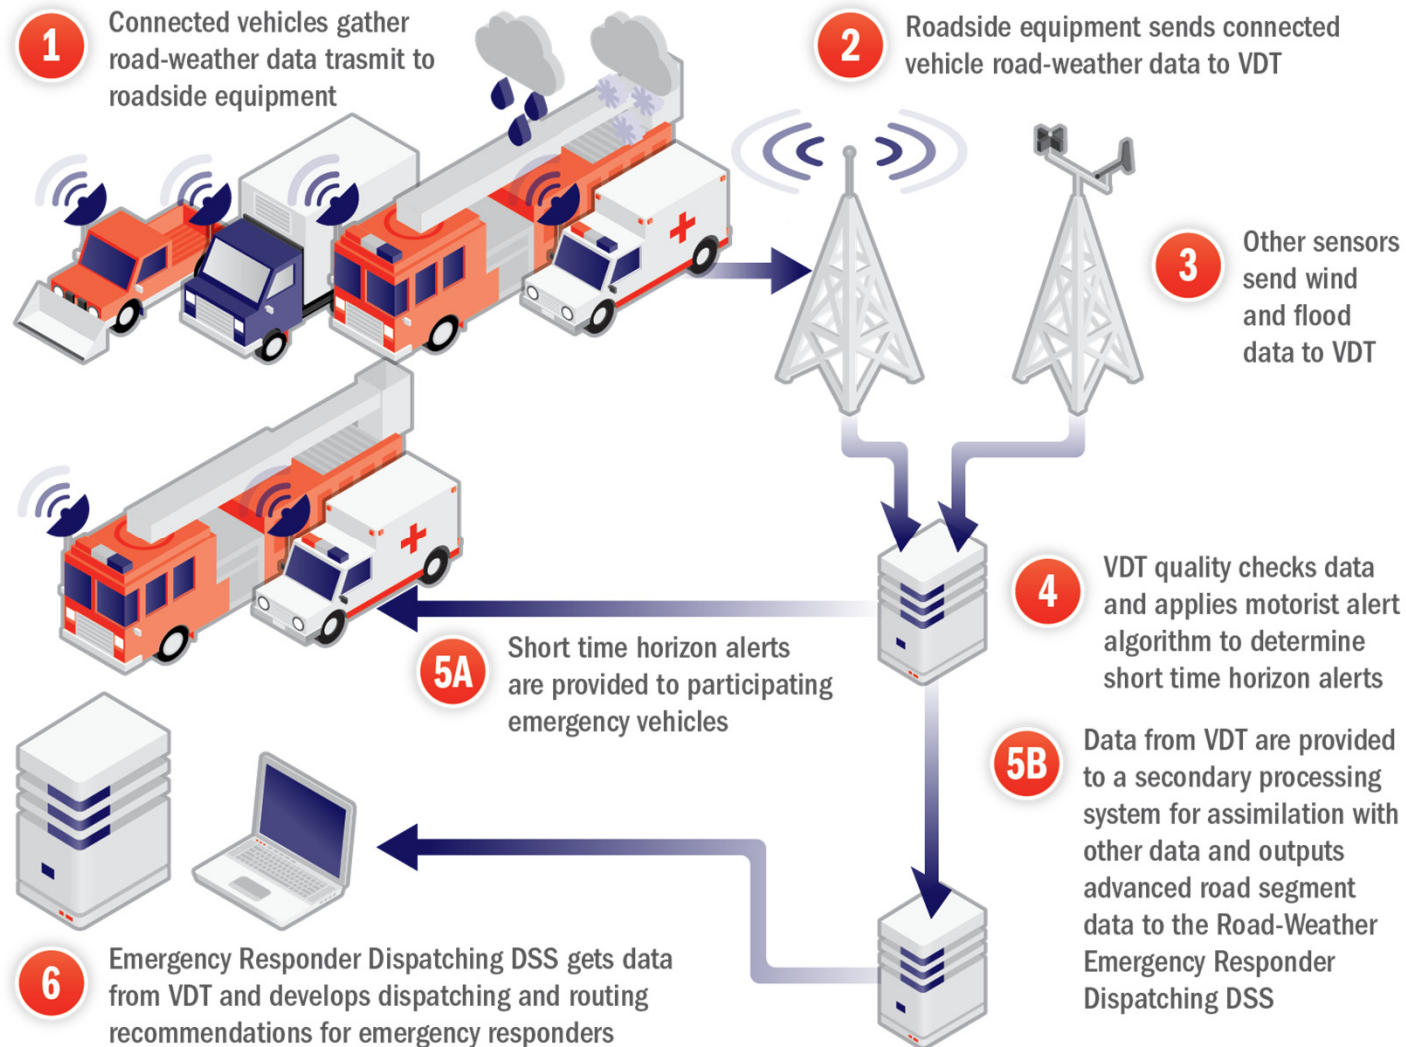 1
Connected vehicles gather
road-weather data trasmit to
roadside equipment
2
Roadside equipment sends connected
vehicle road-weather data to VDT
3
Other sensors
send wind
and flood
data to VDT
4
VDT quality checks data
and applies motorist alert
algorithm to determine
short time horizon alerts
5A
Short time horizon alerts
are provided to participating
emergency vehicles
5B
Data from VDT are provided
to a secondary processing
system for assimilation with
other data and outputs
advanced road segment
data to the Road-Weather
Emergency Responder
Dispatching DSS
6
Emergency Responder Dispatching DSS gets data
from VDT and develops dispatching and routing
recommendations for emergency responders